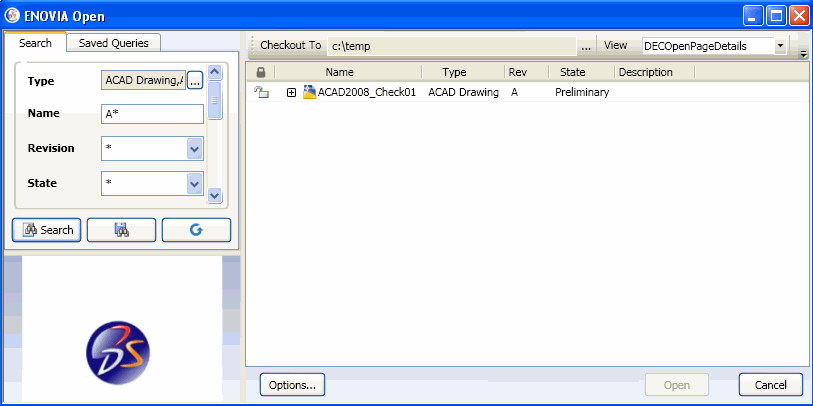 ENOVIA Open
Search Saved Queries
Type ACAD Drawing,A ...
Name A*
Revision *
State *
Search
Checkout To c:\temp ... View DECOpenPageDetails
Name Type Rev State Description
ACAD2008_Check01 ACAD Drawing A Preliminary
Options... Open Cancel